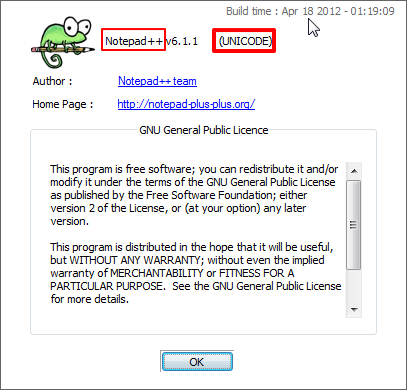 Build time : Apr 18 2012 - 01:19:09
Notepad++ v6.1.1 (UNICODE)
Author : Notepad++ team
Home Page : http://notepad-plus-plus.org/
GNU General Public Licence
This program is free software; you can redistribute it and/or
modify it under the terms of the GNU General Public License
as published by the Free Software Foundation; either
version 2 of the License, or (at your option) any later
version.
This program is distributed in the hope that it will be useful,
but WITHOUT ANY WARRANTY; without even the implied
warranty of MERCHANTABILITY or FITNESS FOR A
PARTICULAR PURPOSE. See the GNU General Public License
for more details.
OK